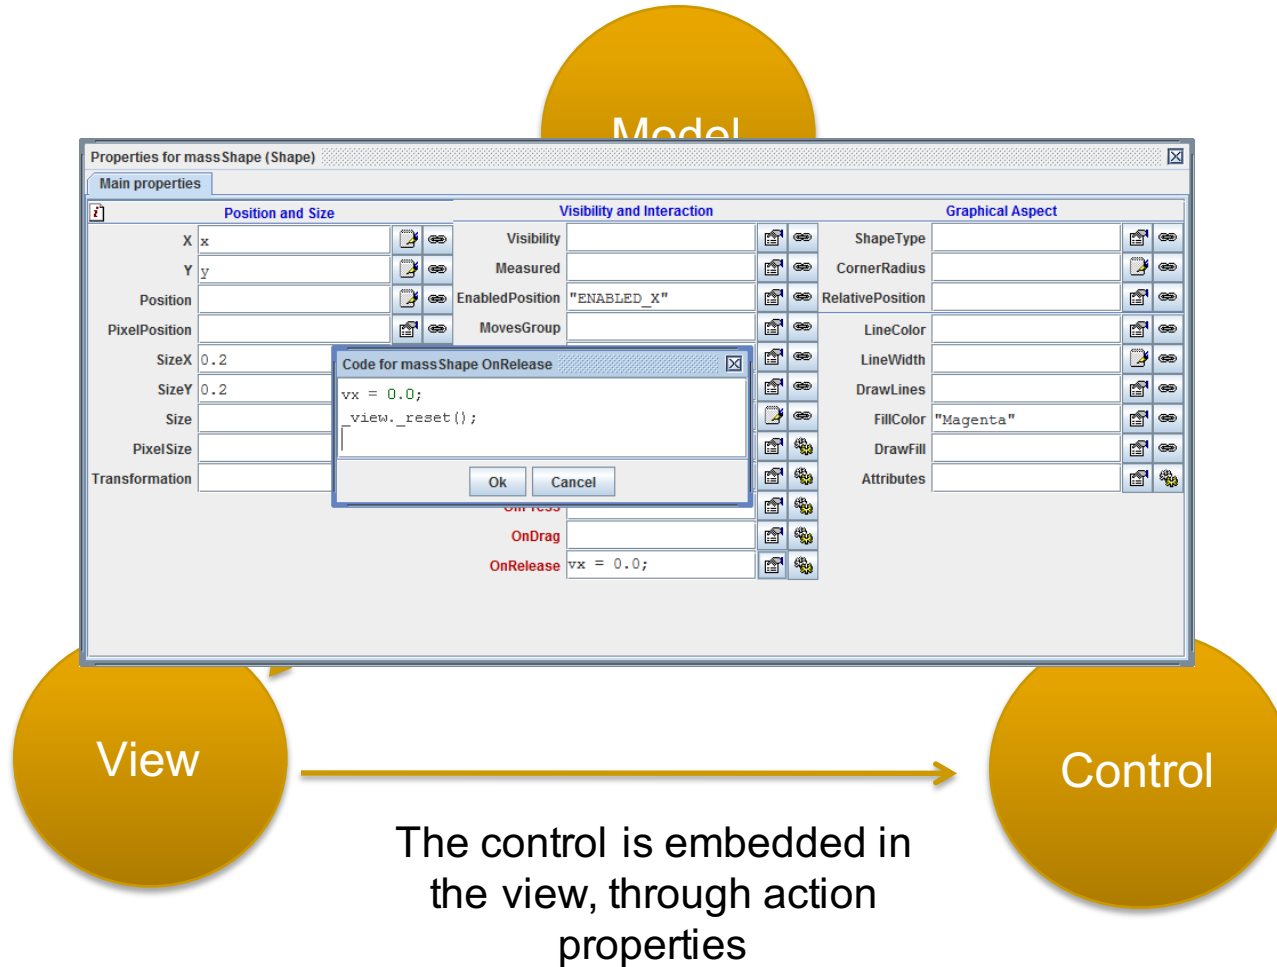 Model
Properties for massShape (Shape)
Main properties
Position and Size
X x
Y y
Position
PixelPosition
SizeX 0.2
SizeY 0.2
Size
PixelSize
Transformation
Visibility and Interaction
Visibility
Measured
EnabledPosition "ENABLED_X"
MovesGroup
OnPress
OnDrag
OnRelease vx = 0.0;
Graphical Aspect
ShapeType
CornerRadius
RelativePosition
LineColor
LineWidth
DrawLines
FillColor "Magenta"
DrawFill
Attributes
Code for massShape OnRelease
vx = 0.0;
_view._reset();
Ok Cancel
View
Control
The control is embedded in
the view, through action
properties